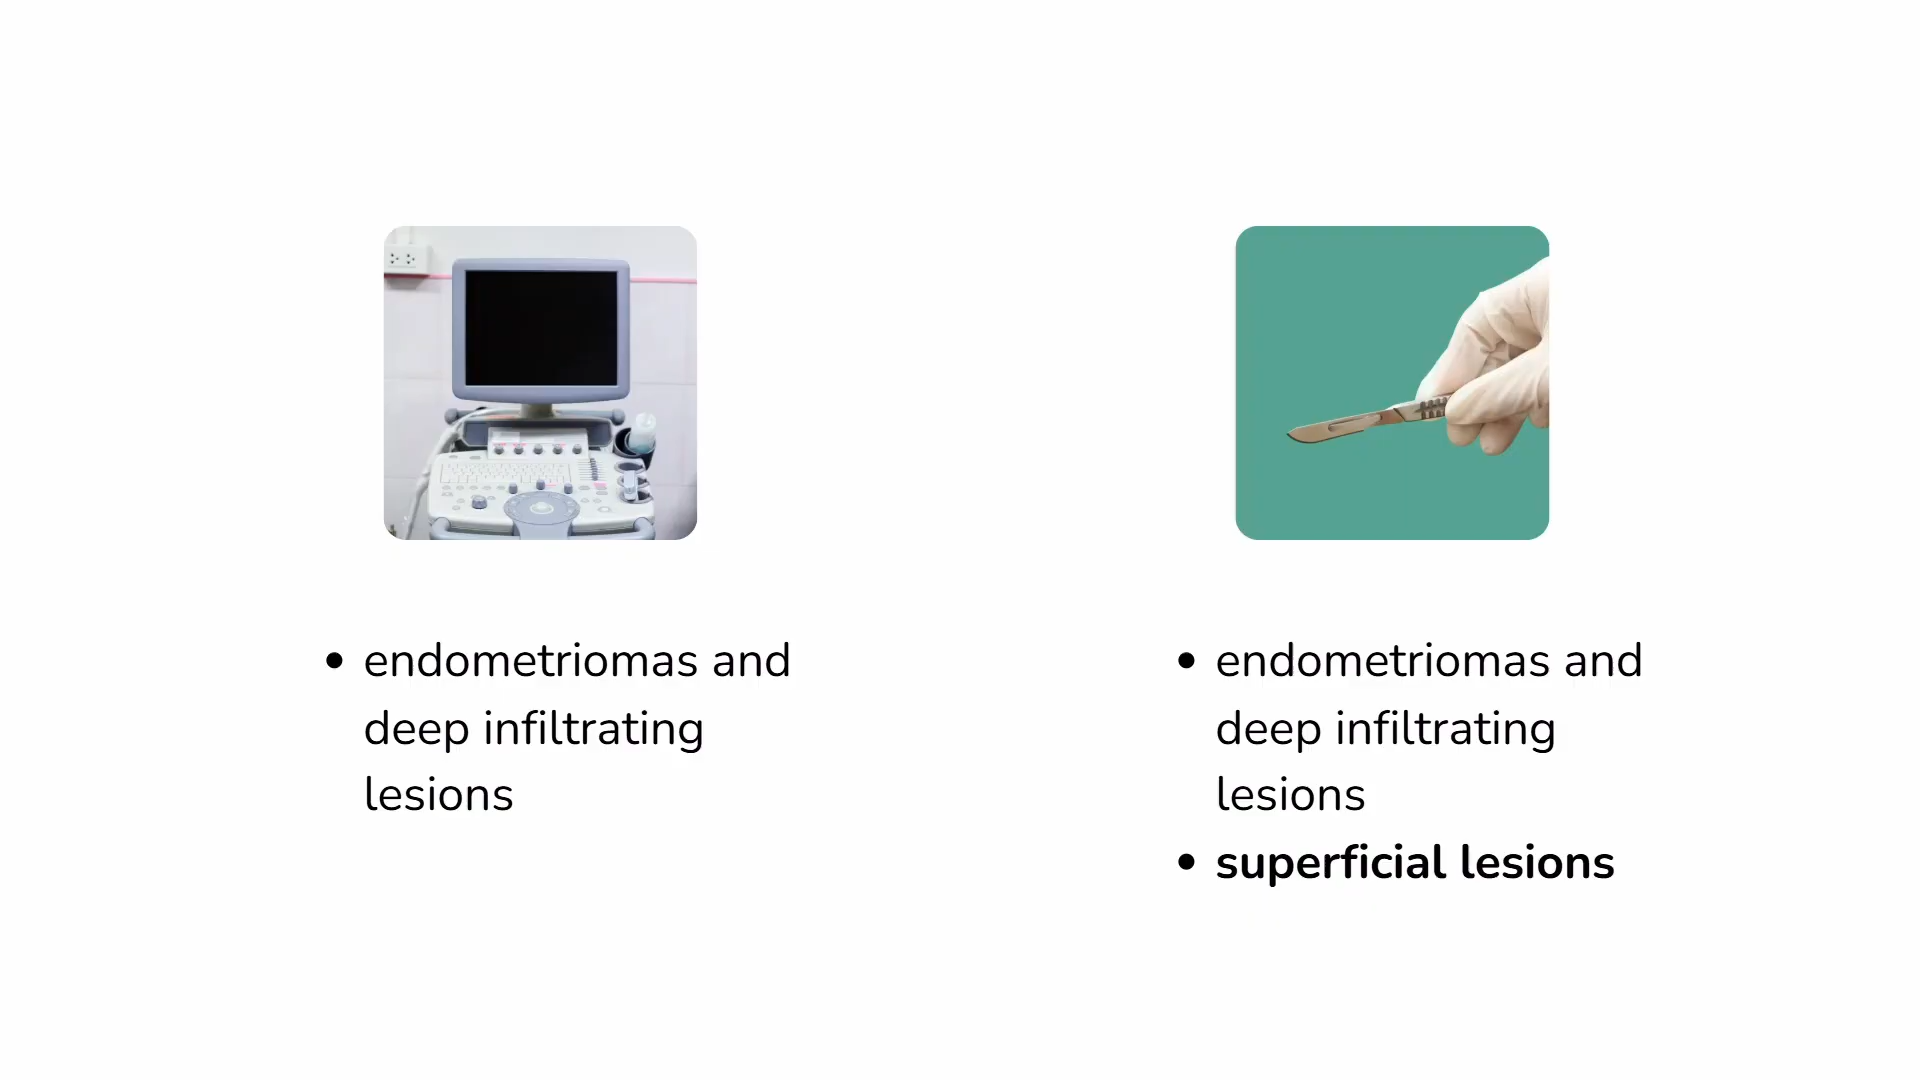 • endometriomas and
deep infiltrating
lesions
• endometriomas and
deep infiltrating
lesions
• superficial lesions